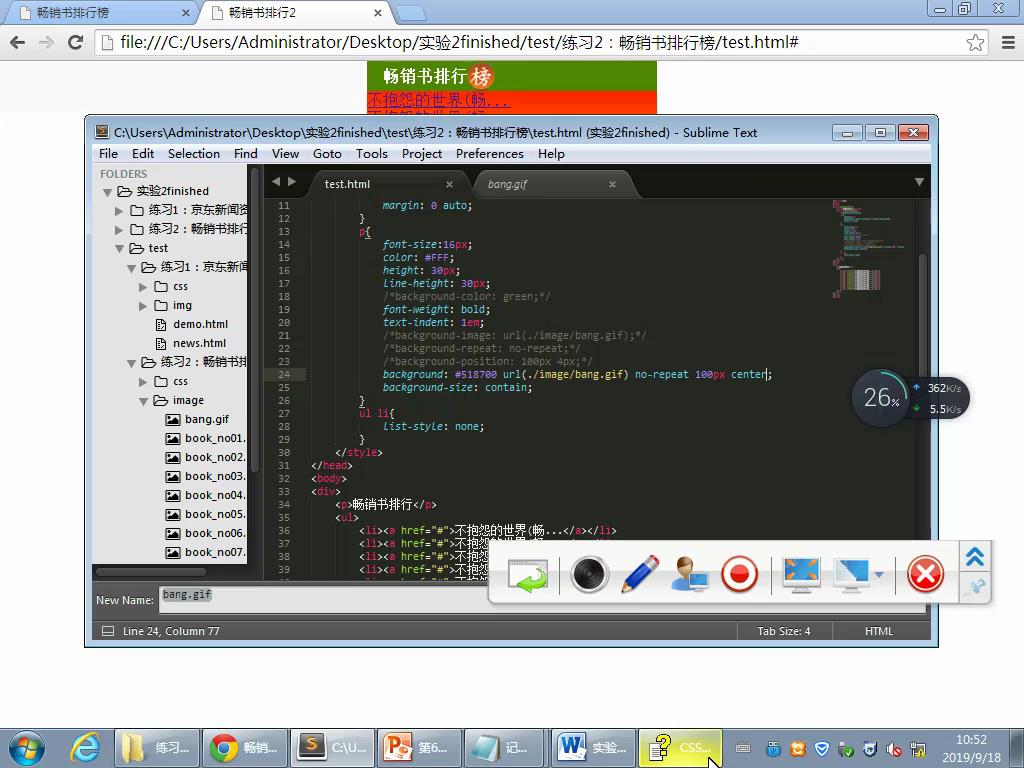 畅销书排行榜
畅销书排行2
file:///C:/Users/Administrator/Desktop/实验2finished/test/练习2：畅销书排行榜/test.html#
畅销书排行榜
不抱怨的世界(畅...
C:\Users\Administrator\Desktop\实验2finished\test\练习2：畅销书排行榜\test.html (实验2finished) - Sublime Text
File Edit Selection Find View Goto Tools Project Preferences Help
FOLDERS
实验2finished
练习1：京东新闻资
练习2：畅销书排行
test
练习1：京东新闻
css
img
demo.html
news.html
练习2：畅销书排
css
image
bang.gif
book_no01.
book_no02.
book_no03.
book_no04.
book_no05.
book_no06.
book_no07.
test.html
bang.gif
11 margin: 0 auto;
12 }
13 p{
14 font-size:16px;
15 color: #FFF;
16 height: 30px;
17 line-height: 30px;
18 /*background-color: green;*/
19 font-weight: bold;
20 text-indent: 1em;
21 /*background-image: url(./image/bang.gif);*/
22 /*background-repeat: no-repeat;*/
23 /*background-position: 100px 4px;*/
24 background: #518700 url(./image/bang.gif) no-repeat 100px center;
25 background-size: contain;
26 }
27 ul li{
28 list-style: none;
29 }
30 </style>
31 </head>
32 <body>
33 <div>
34 <p>畅销书排行</p>
35 <ul>
36 <li><a href="#">不抱怨的世界(畅...</a></li>
37 <li><a href="#">不抱怨的
38 <li><a href="#">不抱怨的
39 <li><a href="#">不抱怨的
26%
362K/s
5.5K/s
New Name: bang.gif
Line 24, Column 77
Tab Size: 4
HTML
练习...
畅销...
C:\U...
第6...
记...
实验...
CSS...
10:52
2019/9/18